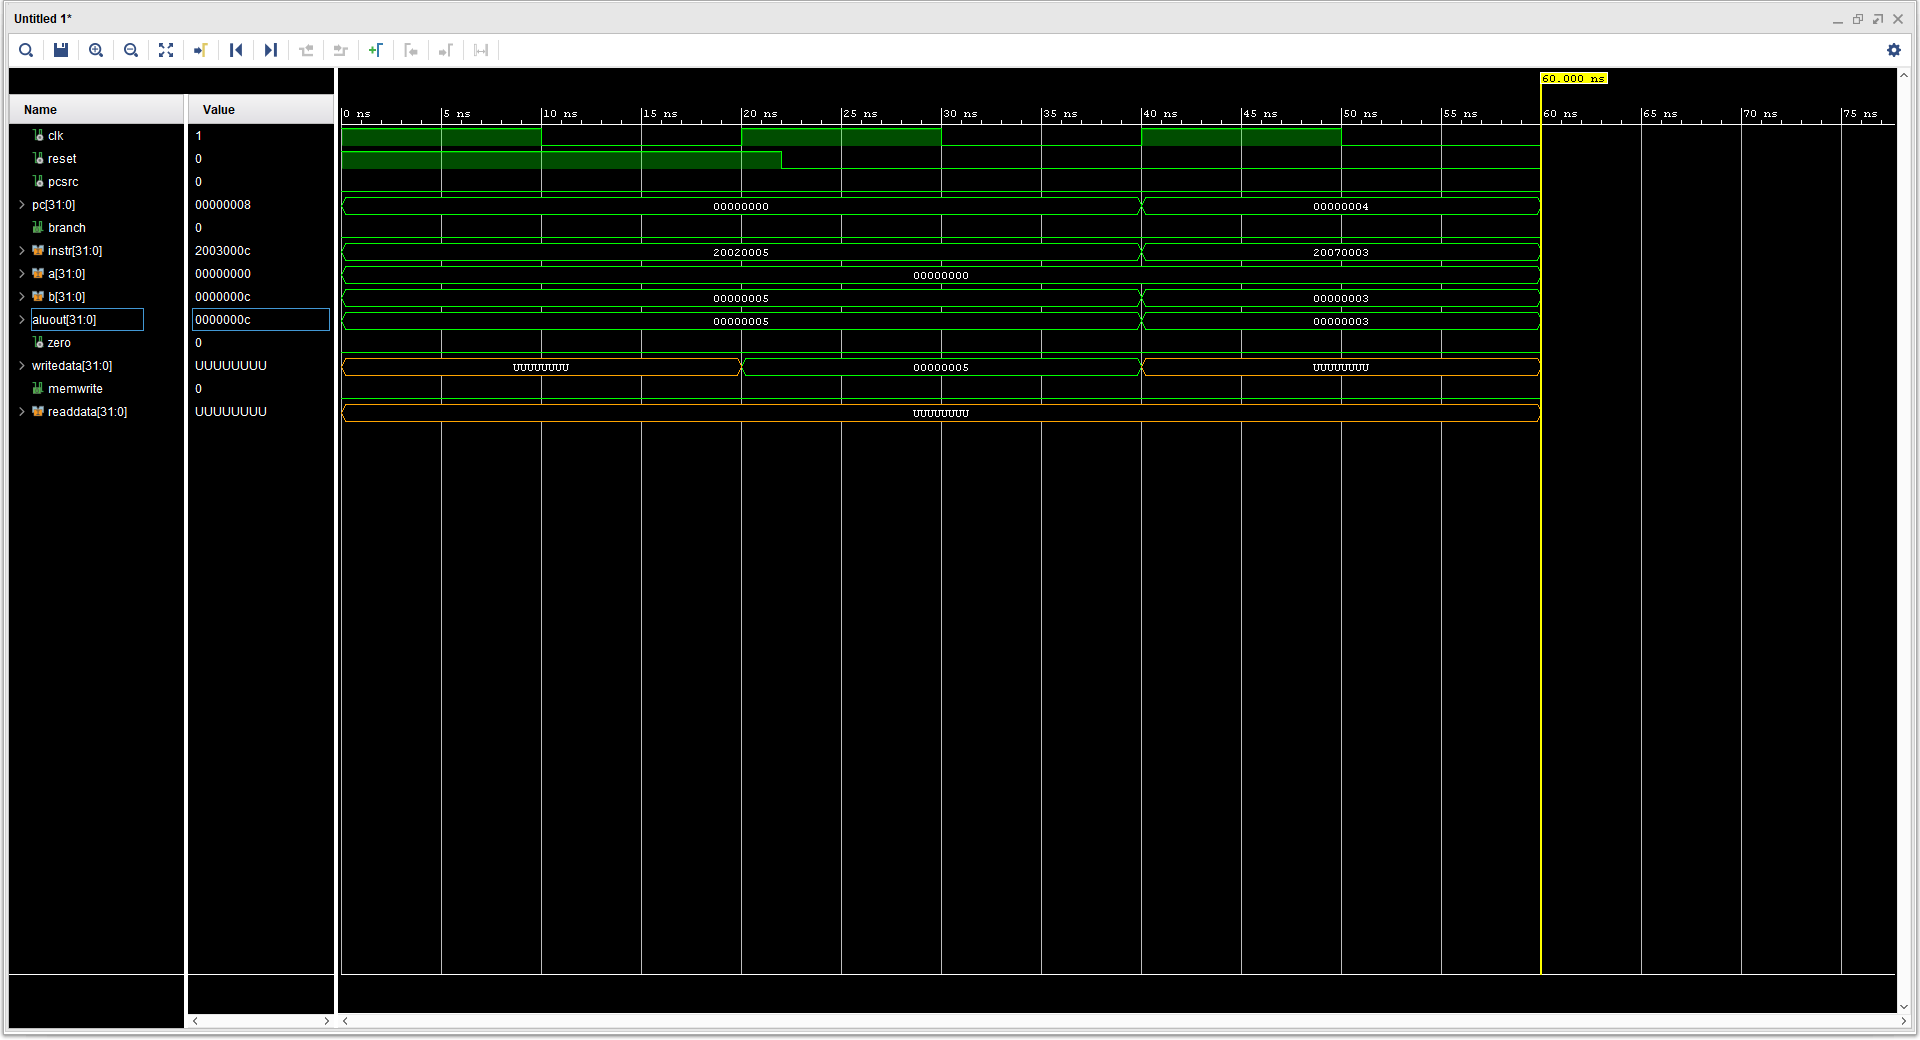 Untitled 1*
60.000 ns
Name Value
0 ns 5 ns 10 ns 15 ns 20 ns 25 ns 30 ns 35 ns 40 ns 45 ns 50 ns 55 ns 60 ns 65 ns 70 ns 75 ns
clk 1
reset 0
pcsrc 0
pc[31:0] 00000008 00000000 00000004
branch 0
instr[31:0] 2003000c 20020005 20070003
a[31:0] 00000000 00000000
b[31:0] 0000000c 00000005 00000003
aluout[31:0] 0000000c 00000005 00000003
zero 0
writedata[31:0] UUUUUUUU UUUUUUUU 00000005 UUUUUUUU
memwrite 0
readdata[31:0] UUUUUUUU UUUUUUUU